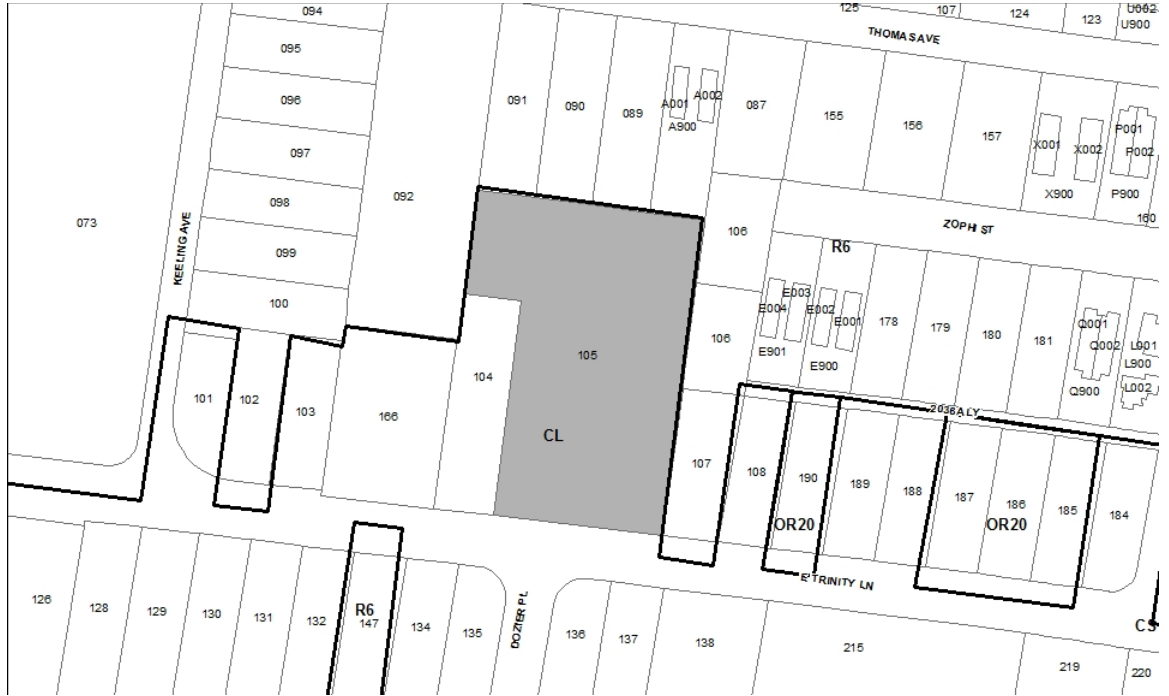 094
125
107
124
123
U002
U900
THOMAS AVE
095
096
097
098
099
100
073
KEELING AVE
092
091
090
089
A001
A002
A900
087
155
156
157
X001
X002
X900
P001
P002
P900
160
106
ZOPHI ST
R6
106
E004
E003
E002
E001
E901
E900
178
179
180
181
Q001
Q002
Q900
L901
L900
L002
105
104
CL
101
102
103
166
2036 ALY
107
108
190
189
188
187
186
185
184
OR20
OR20
E TRINITY LN
CS
126
128
129
130
131
132
R6
147
134
135
DOZIER PL
136
137
138
215
219
220